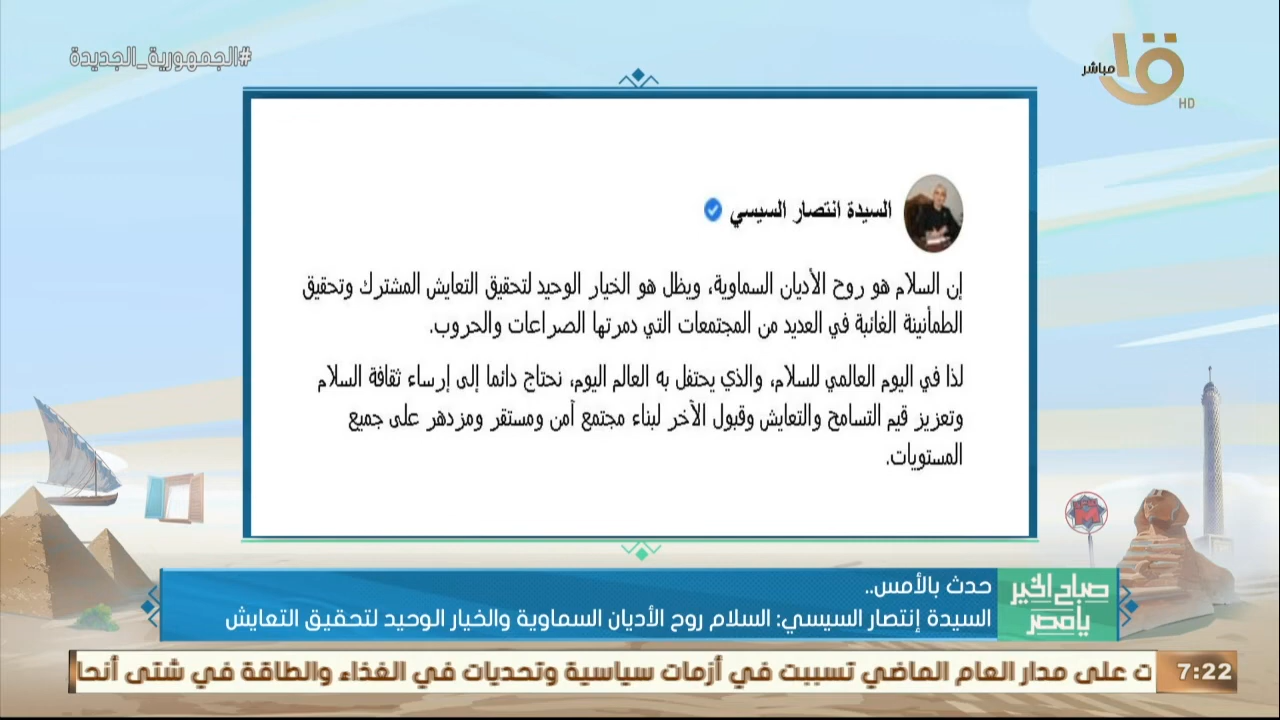 #الجمهورية_الجديدة
مباشر
HD
السيدة انتصار السيسي
إن السلام هو روح الأديان السماوية، ويظل هو الخيار الوحيد لتحقيق التعايش المشترك وتحقيق
الطمأنينة الغائبة في العديد من المجتمعات التي دمرتها الصراعات والحروب.
لذا في اليوم العالمي للسلام، والذي يحتفل به العالم اليوم، نحتاج دائما إلى إرساء ثقافة السلام
وتعزيز قيم التسامح والتعايش وقبول الآخر لبناء مجتمع آمن ومستقر ومزدهر على جميع
المستويات.
صباح الخير
يا مصر
حدث بالأمس..
السيدة إنتصار السيسي: السلام روح الأديان السماوية والخيار الوحيد لتحقيق التعايش
7:22
ت على مدار العام الماضي تسببت في أزمات سياسية وتحديات في الغذاء والطاقة في شتى أنحا